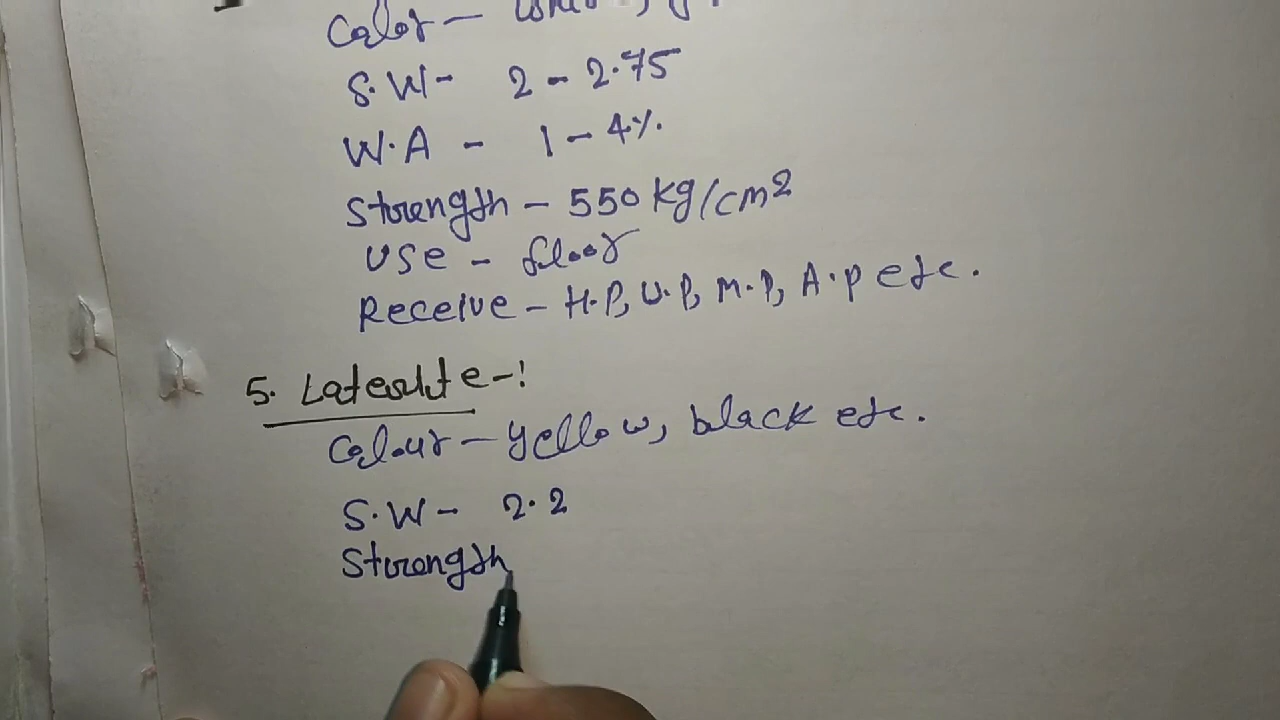 Color —
S.W- 2 - 2.75
W.A - 1 - 4%.
Strength - 550 kg/cm2
USE - floor
Receive - H.P, U.P, M.P, A.P etc.
5. Laterite-:
Colour - yellow, black etc.
S.W- 2.2
Strength